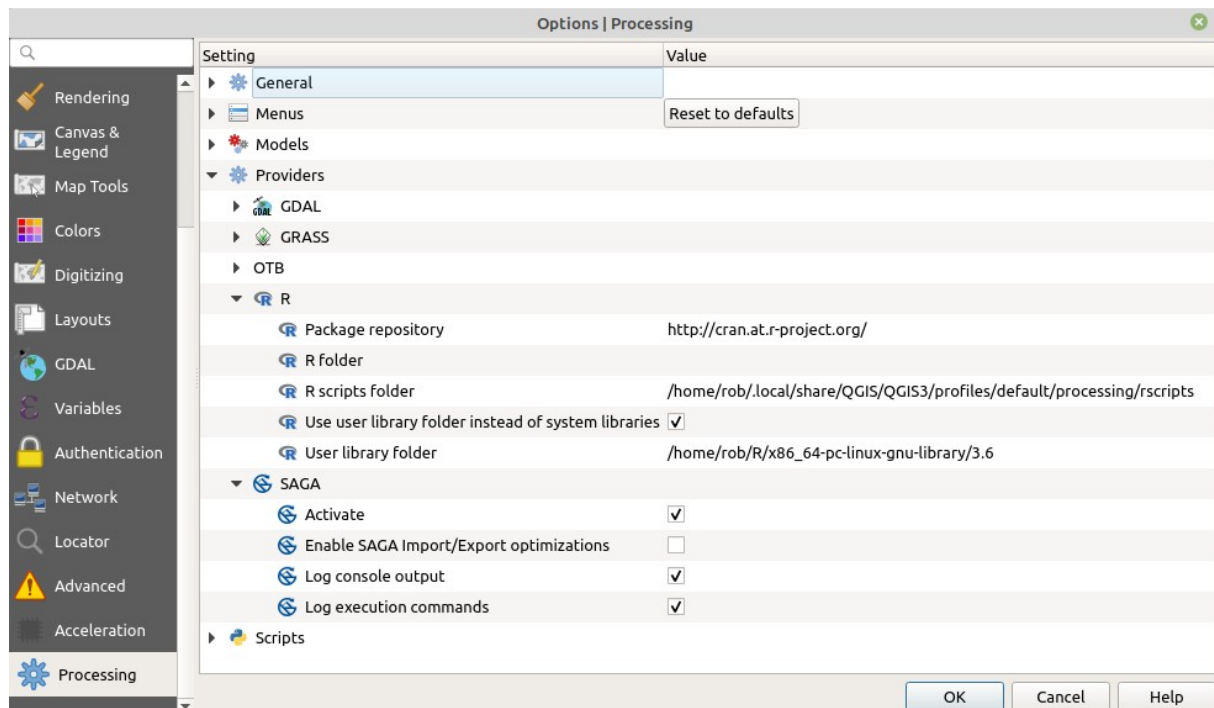 Options | Processing
Setting Value
General
Menus Reset to defaults
Models
Providers
GDAL GDAL
GRASS
OTB
R R
R Package repository http://cran.at.r-project.org/
R R folder
R R scripts folder /home/rob/.local/share/QGIS/QGIS3/profiles/default/processing/rscripts
R Use user library folder instead of system libraries
R User library folder /home/rob/R/x86_64-pc-linux-gnu-library/3.6
SAGA
Activate
Enable SAGA Import/Export optimizations
Log console output
Log execution commands
Scripts
Rendering
Canvas &
Legend
Map Tools
Colors
Digitizing
Layouts
GDAL
Variables
Authentication
Network
Locator
Advanced
Acceleration
Processing
OK Cancel Help